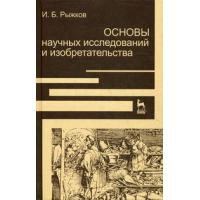 И. Б. Рыжков
ОСНОВЫ
научных исследований
и изобретательства